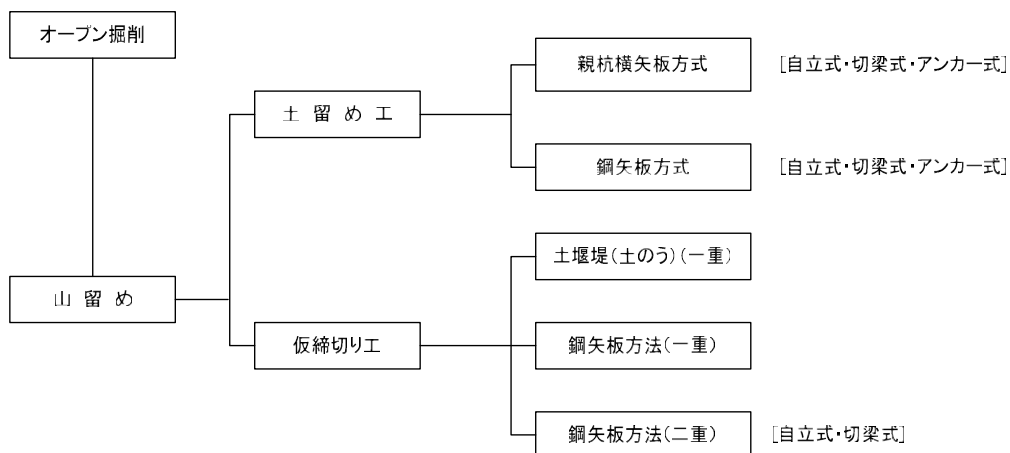 オープン掘削
親杭横矢板方式 [自立式・切梁式・アンカー式]
土 留 め 工
鋼矢板方式 [自立式・切梁式・アンカー式]
土堰堤(土のう)(一重)
山 留 め
仮締切り工
鋼矢板方法(一重)
鋼矢板方法(二重) [自立式・切梁式]